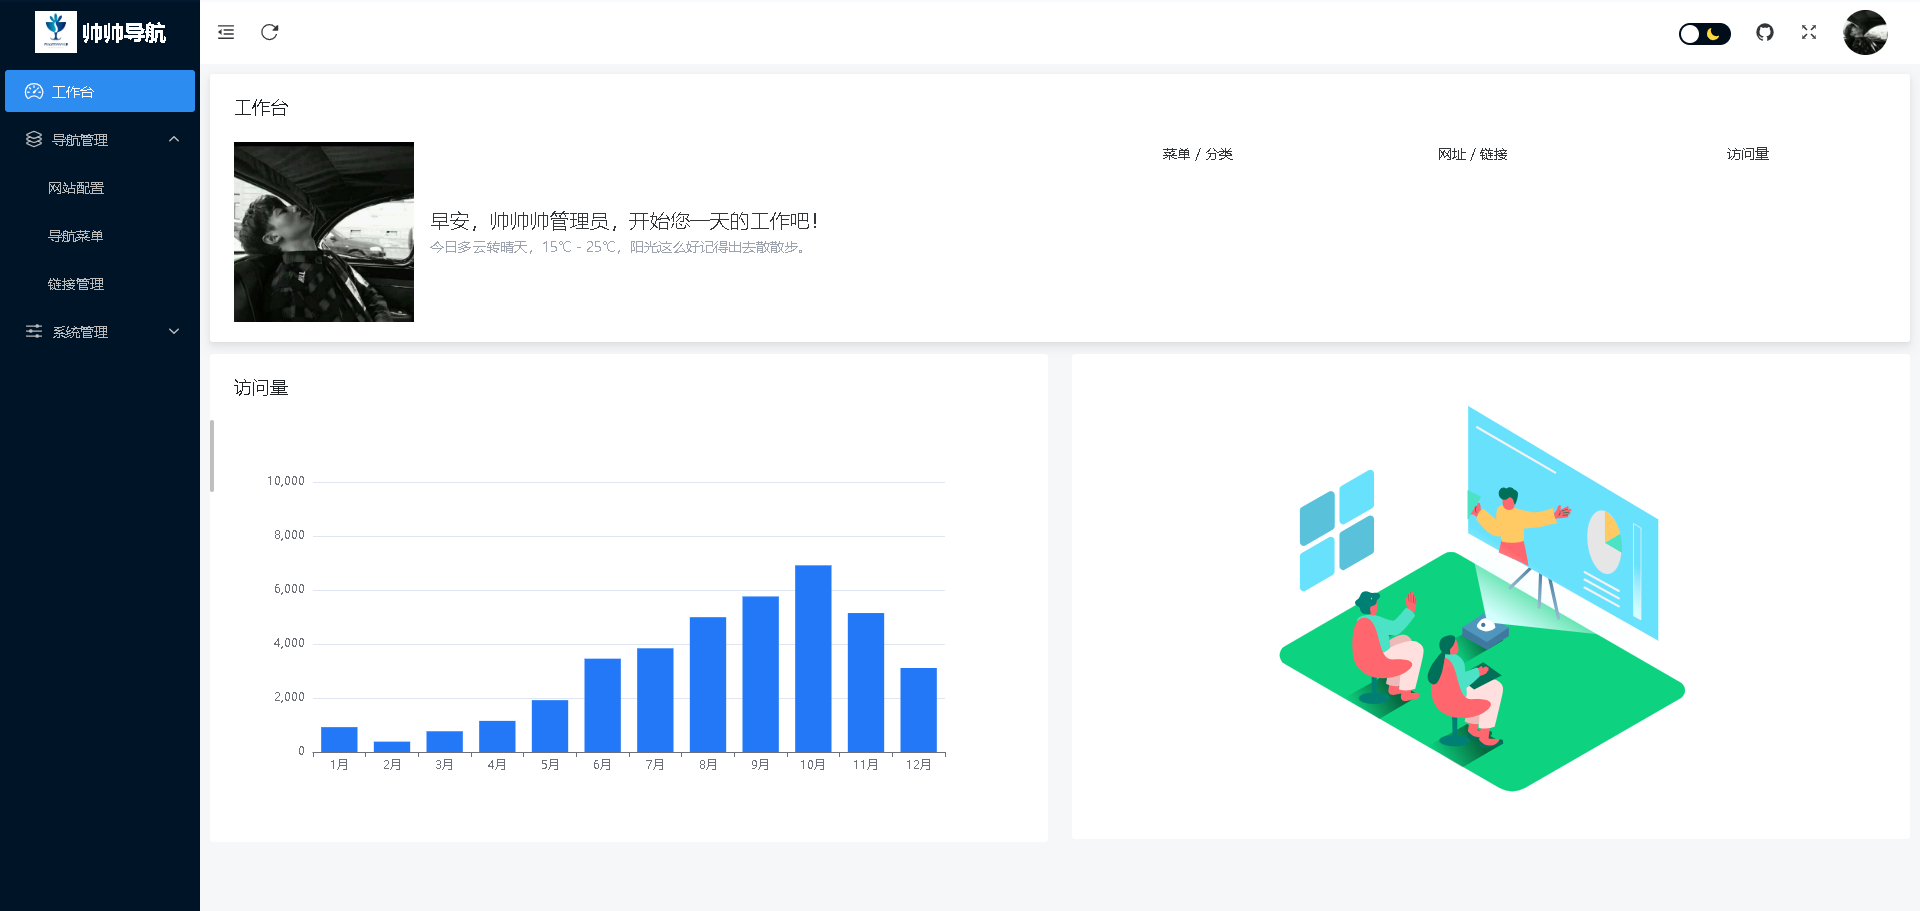 帅帅导航
工作台
导航管理
网站配置
导航菜单
链接管理
系统管理
工作台
早安，帅帅帅管理员，开始您一天的工作吧！
今日多云转晴天，15℃ - 25℃，阳光这么好记得出去散散步。
菜单 / 分类
网址 / 链接
访问量
访问量
10,000
8,000
6,000
4,000
2,000
0
1月 2月 3月 4月 5月 6月 7月 8月 9月 10月 11月 12月